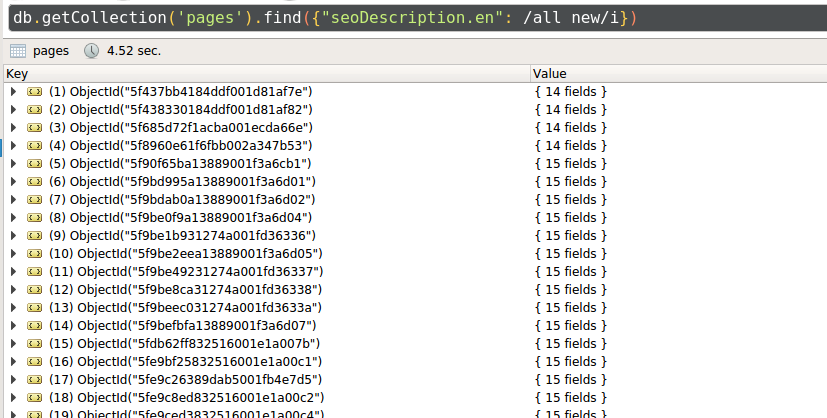 db.getCollection('pages').find({"seoDescription.en": /all new/i})
pages 4.52 sec.
Key Value
(1) ObjectId("5f437bb4184ddf001d81af7e") { 14 fields }
(2) ObjectId("5f438330184ddf001d81af82") { 14 fields }
(3) ObjectId("5f685d72f1acba001ecda66e") { 14 fields }
(4) ObjectId("5f8960e61f6fbb002a347b53") { 14 fields }
(5) ObjectId("5f90f65ba13889001f3a6cb1") { 15 fields }
(6) ObjectId("5f9bd995a13889001f3a6d01") { 15 fields }
(7) ObjectId("5f9bdab0a13889001f3a6d02") { 15 fields }
(8) ObjectId("5f9be0f9a13889001f3a6d04") { 15 fields }
(9) ObjectId("5f9be1b931274a001fd36336") { 15 fields }
(10) ObjectId("5f9be2eea13889001f3a6d05") { 15 fields }
(11) ObjectId("5f9be49231274a001fd36337") { 15 fields }
(12) ObjectId("5f9be8ca31274a001fd36338") { 15 fields }
(13) ObjectId("5f9beec031274a001fd3633a") { 15 fields }
(14) ObjectId("5f9befbfa13889001f3a6d07") { 15 fields }
(15) ObjectId("5fdb62ff832516001e1a007b") { 15 fields }
(16) ObjectId("5fe9bf25832516001e1a00c1") { 15 fields }
(17) ObjectId("5fe9c26389dab5001fb4e7d5") { 15 fields }
(18) ObjectId("5fe9c8ed832516001e1a00c2") { 15 fields }
(19) ObjectId("5fe9ced3832516001e1a00c4") { 15 fields }